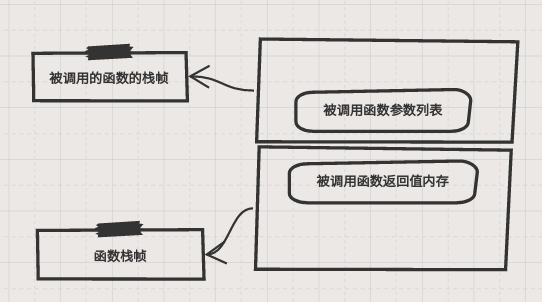 被调用的函数的栈帧
被调用函数参数列表
被调用函数返回值内存
函数栈帧